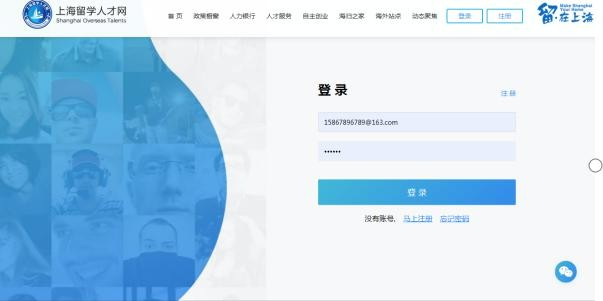 上海留学人才网
Shanghai Overseas Talents
首 页 政策橱窗 人力银行 人才服务 自主创业 海归之家 海外站点 动态聚焦 登录 注册
Make Shanghai
Your Home
留·在上海
登 录
注 册
15867896789@163.com
••••••
登 录
没有账号, 马上注册 忘记密码